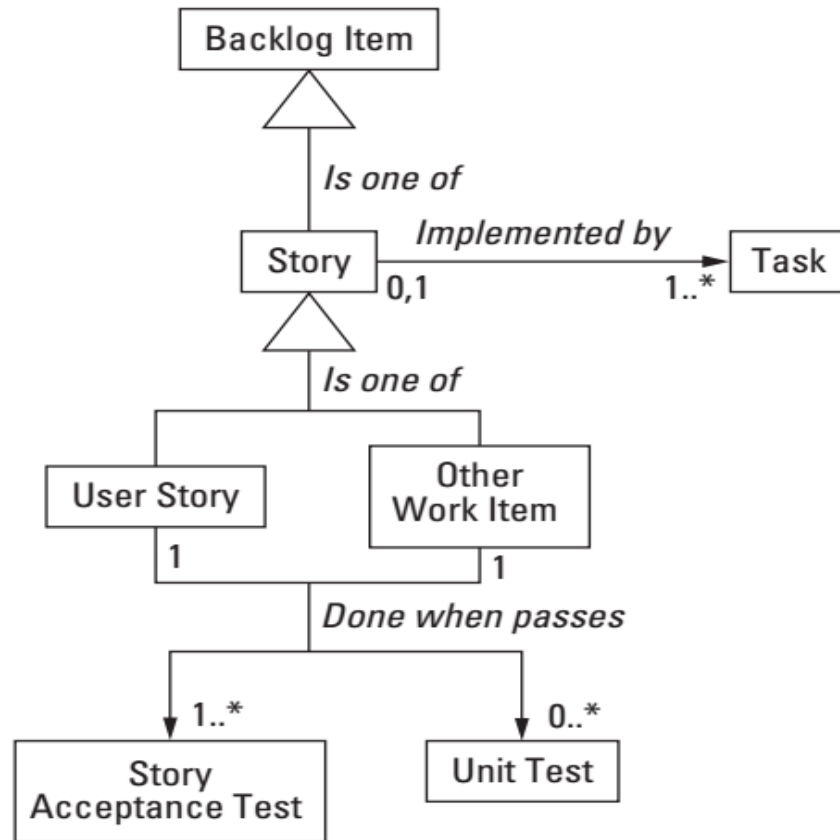 Backlog Item
Is one of
Implemented by
Story
Task
0,1
1..*
Is one of
User Story
Other
Work Item
1
1
Done when passes
1..*
0..*
Story
Acceptance Test
Unit Test